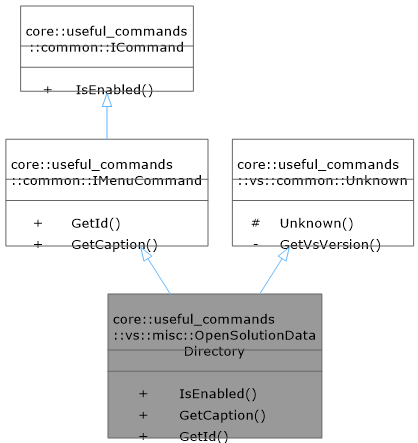 core::useful_commands
::common::ICommand
+ IsEnabled()
core::useful_commands
::common::IMenuCommand
+ GetId()
+ GetCaption()
core::useful_commands
::vs::common::Unknown
# Unknown()
- GetVsVersion()
core::useful_commands
::vs::misc::OpenSolutionData
Directory
+ IsEnabled()
+ GetCaption()
+ GetId()